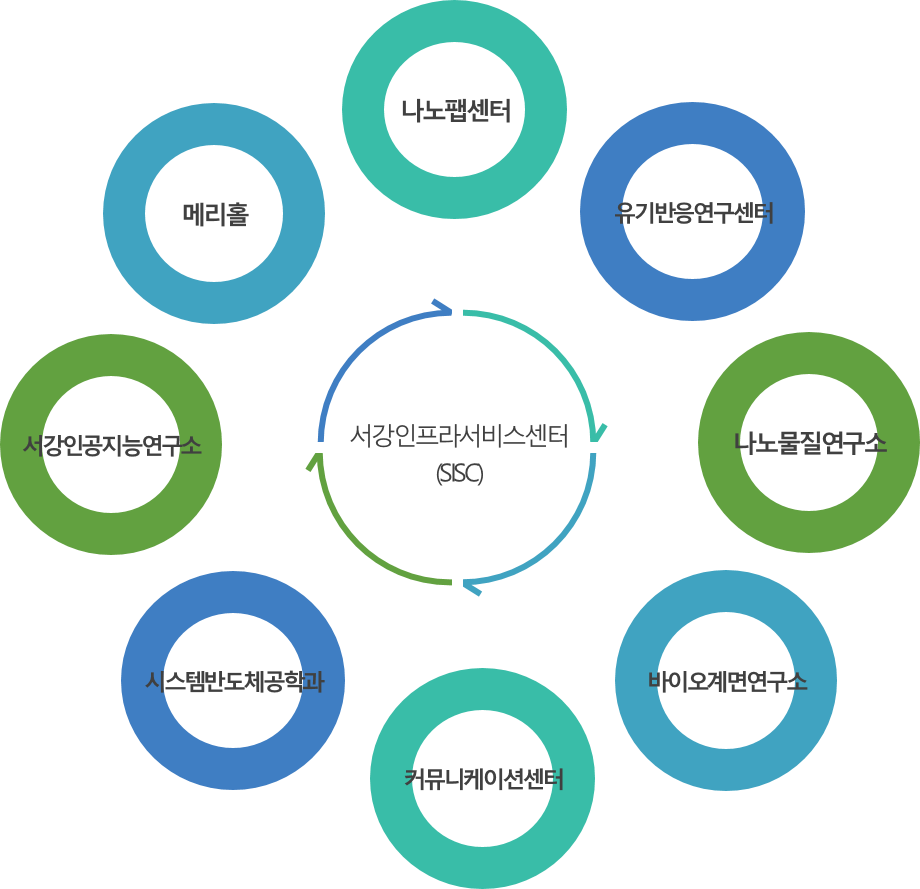 나노팹센터
메리홀
유기반응연구센터
서강인공지능연구소
서강인프라서비스센터
(SISC)
나노물질연구소
시스템반도체공학과
바이오계면연구소
커뮤니케이션센터